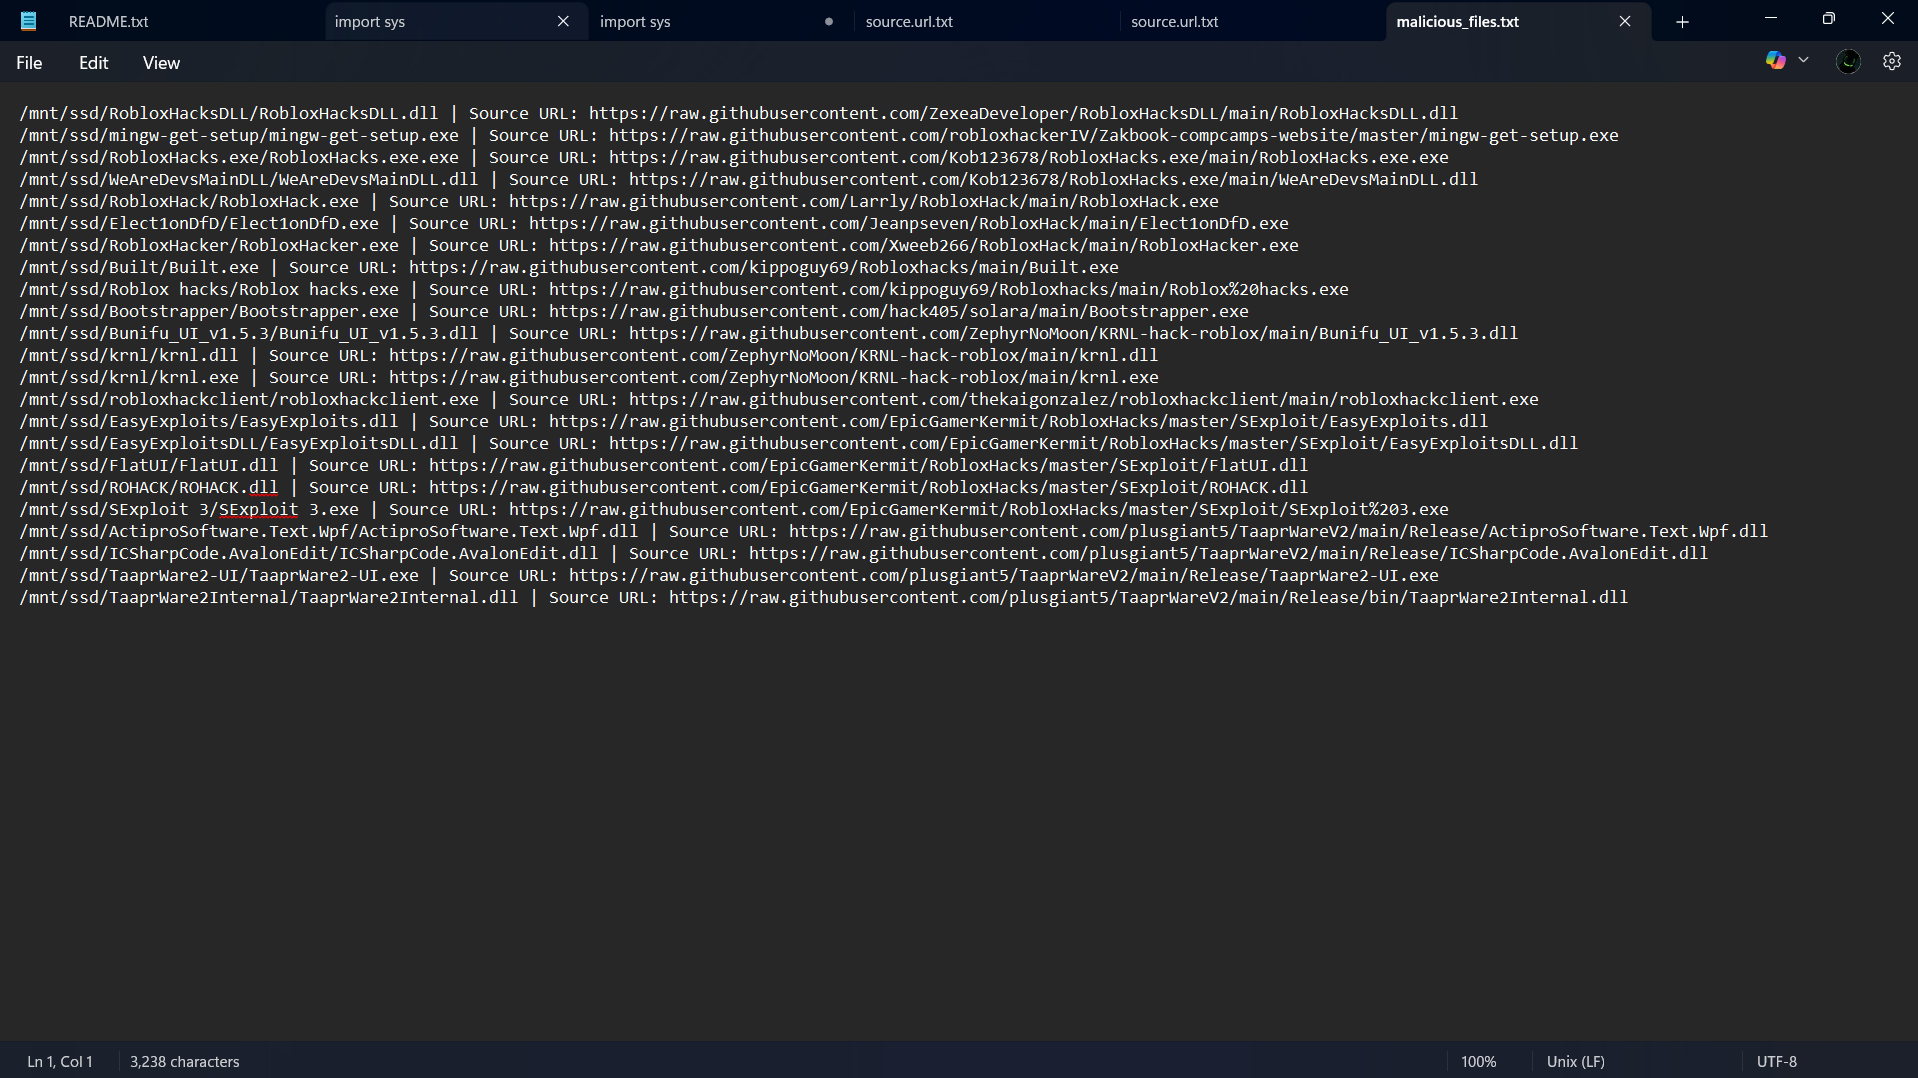 README.txt
import sys
import sys
source.url.txt
source.url.txt
malicious_files.txt
File Edit View
/mnt/ssd/RobloxHacksDLL/RobloxHacksDLL.dll | Source URL: https://raw.githubusercontent.com/ZexeaDeveloper/RobloxHacksDLL/main/RobloxHacksDLL.dll
/mnt/ssd/mingw-get-setup/mingw-get-setup.exe | Source URL: https://raw.githubusercontent.com/robloxhackerIV/Zakbook-compcamps-website/master/mingw-get-setup.exe
/mnt/ssd/RobloxHacks.exe/RobloxHacks.exe.exe | Source URL: https://raw.githubusercontent.com/Kob123678/RobloxHacks.exe/main/RobloxHacks.exe.exe
/mnt/ssd/WeAreDevsMainDLL/WeAreDevsMainDLL.dll | Source URL: https://raw.githubusercontent.com/Kob123678/RobloxHacks.exe/main/WeAreDevsMainDLL.dll
/mnt/ssd/RobloxHack/RobloxHack.exe | Source URL: https://raw.githubusercontent.com/Larrly/RobloxHack/main/RobloxHack.exe
/mnt/ssd/Elect1onDfD/Elect1onDfD.exe | Source URL: https://raw.githubusercontent.com/Jeanpseven/RobloxHack/main/Elect1onDfD.exe
/mnt/ssd/RobloxHacker/RobloxHacker.exe | Source URL: https://raw.githubusercontent.com/Xweeb266/RobloxHack/main/RobloxHacker.exe
/mnt/ssd/Built/Built.exe | Source URL: https://raw.githubusercontent.com/kippoguy69/Robloxhacks/main/Built.exe
/mnt/ssd/Roblox hacks/Roblox hacks.exe | Source URL: https://raw.githubusercontent.com/kippoguy69/Robloxhacks/main/Roblox%20hacks.exe
/mnt/ssd/Bootstrapper/Bootstrapper.exe | Source URL: https://raw.githubusercontent.com/hack405/solara/main/Bootstrapper.exe
/mnt/ssd/Bunifu_UI_v1.5.3/Bunifu_UI_v1.5.3.dll | Source URL: https://raw.githubusercontent.com/ZephyrNoMoon/KRNL-hack-roblox/main/Bunifu_UI_v1.5.3.dll
/mnt/ssd/krnl/krnl.dll | Source URL: https://raw.githubusercontent.com/ZephyrNoMoon/KRNL-hack-roblox/main/krnl.dll
/mnt/ssd/krnl/krnl.exe | Source URL: https://raw.githubusercontent.com/ZephyrNoMoon/KRNL-hack-roblox/main/krnl.exe
/mnt/ssd/robloxhackclient/robloxhackclient.exe | Source URL: https://raw.githubusercontent.com/thekaigonzalez/robloxhackclient/main/robloxhackclient.exe
/mnt/ssd/EasyExploits/EasyExploits.dll | Source URL: https://raw.githubusercontent.com/EpicGamerKermit/RobloxHacks/master/SExploit/EasyExploits.dll
/mnt/ssd/EasyExploitsDLL/EasyExploitsDLL.dll | Source URL: https://raw.githubusercontent.com/EpicGamerKermit/RobloxHacks/master/SExploit/EasyExploitsDLL.dll
/mnt/ssd/FlatUI/FlatUI.dll | Source URL: https://raw.githubusercontent.com/EpicGamerKermit/RobloxHacks/master/SExploit/FlatUI.dll
/mnt/ssd/ROHACK/ROHACK.dll | Source URL: https://raw.githubusercontent.com/EpicGamerKermit/RobloxHacks/master/SExploit/ROHACK.dll
/mnt/ssd/SExploit 3/SExploit 3.exe | Source URL: https://raw.githubusercontent.com/EpicGamerKermit/RobloxHacks/master/SExploit/SExploit%203.exe
/mnt/ssd/ActiproSoftware.Text.Wpf/ActiproSoftware.Text.Wpf.dll | Source URL: https://raw.githubusercontent.com/plusgiant5/TaaprWareV2/main/Release/ActiproSoftware.Text.Wpf.dll
/mnt/ssd/ICSharpCode.AvalonEdit/ICSharpCode.AvalonEdit.dll | Source URL: https://raw.githubusercontent.com/plusgiant5/TaaprWareV2/main/Release/ICSharpCode.AvalonEdit.dll
/mnt/ssd/TaaprWare2-UI/TaaprWare2-UI.exe | Source URL: https://raw.githubusercontent.com/plusgiant5/TaaprWareV2/main/Release/TaaprWare2-UI.exe
/mnt/ssd/TaaprWare2Internal/TaaprWare2Internal.dll | Source URL: https://raw.githubusercontent.com/plusgiant5/TaaprWareV2/main/Release/bin/TaaprWare2Internal.dll
Ln 1, Col 1
3,238 characters
100%
Unix (LF)
UTF-8